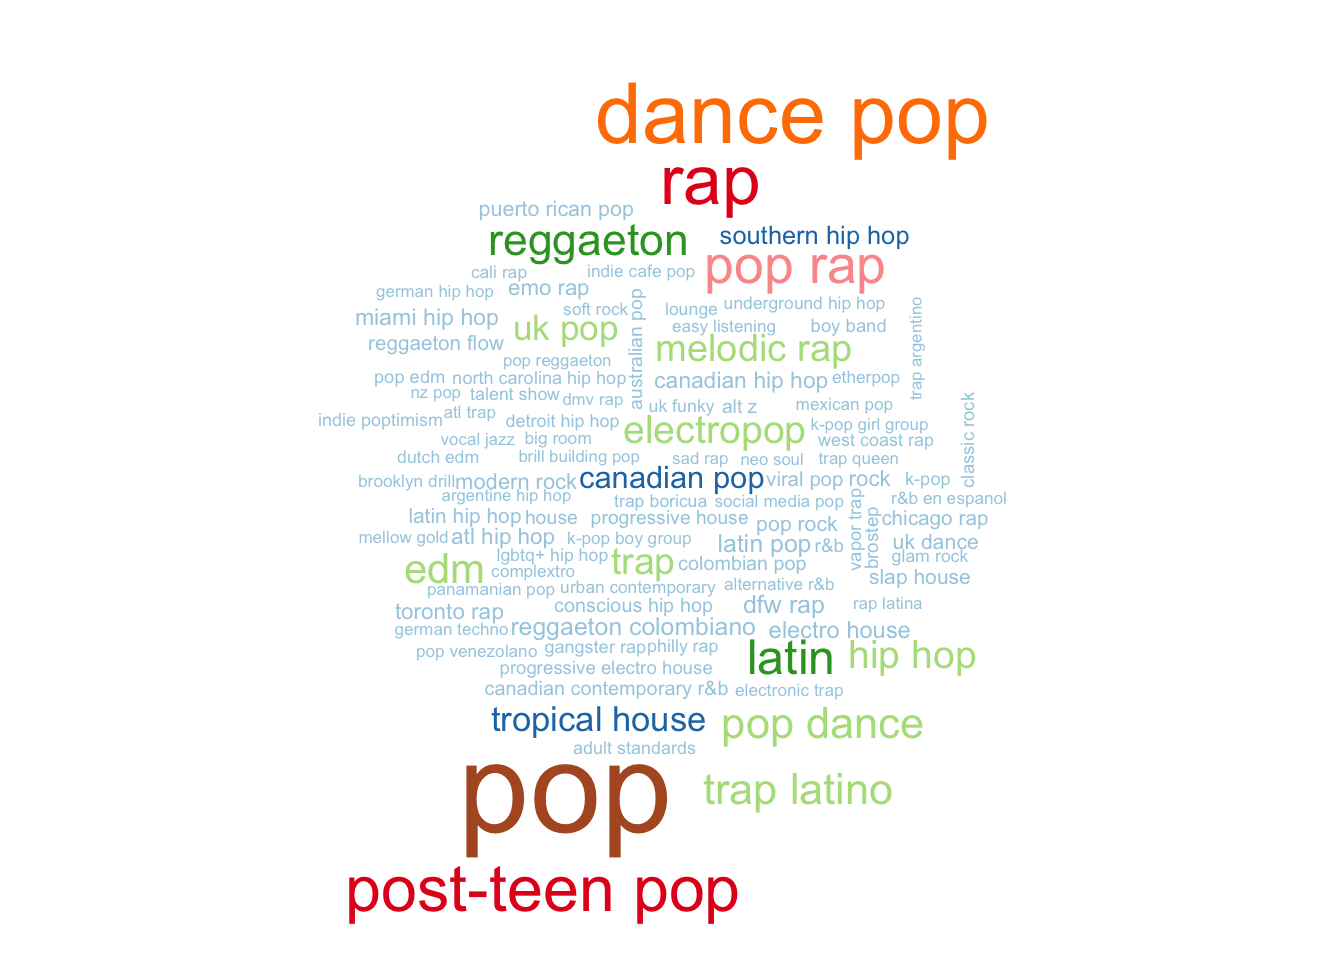 dance pop
rap
puerto rican pop
reggaeton
southern hip hop
pop rap
cali rap
indie cafe pop
german hip hop
emo rap
soft rock
australian pop
lounge
underground hip hop
trap argentino
miami hip hop
uk pop
easy listening
boy band
reggaeton flow
melodic rap
pop reggaeton
pop edm
north carolina hip hop
canadian hip hop
etherpop
nz pop
talent show
dmv rap
uk funky
alt z
mexican pop
classic rock
indie poptimism
atl trap
detroit hip hop
electropop
k-pop girl group
vocal jazz
big room
west coast rap
dutch edm
brill building pop
sad rap
neo soul
trap queen
brooklyn drill
modern rock
canadian pop
viral pop
rock
k-pop
argentine hip hop
trap boricua
social media pop
vapor trap
r&b en espanol
latin hip hop
house
progressive house
pop rock
brostep
chicago rap
mellow gold
atl hip hop
k-pop boy group
latin pop
r&b
uk dance
lgbtq+ hip hop
trap
colombian pop
glam rock
edm
complextro
slap house
panamanian pop
urban contemporary
alternative r&b
toronto rap
conscious hip hop
dfw rap
rap latina
german techno
reggaeton colombiano
electro house
pop venezolano
gangster rap
philly rap
latin
hip hop
progressive electro house
canadian contemporary r&b
electronic trap
tropical house
pop dance
adult standards
pop
trap latino
post-teen pop